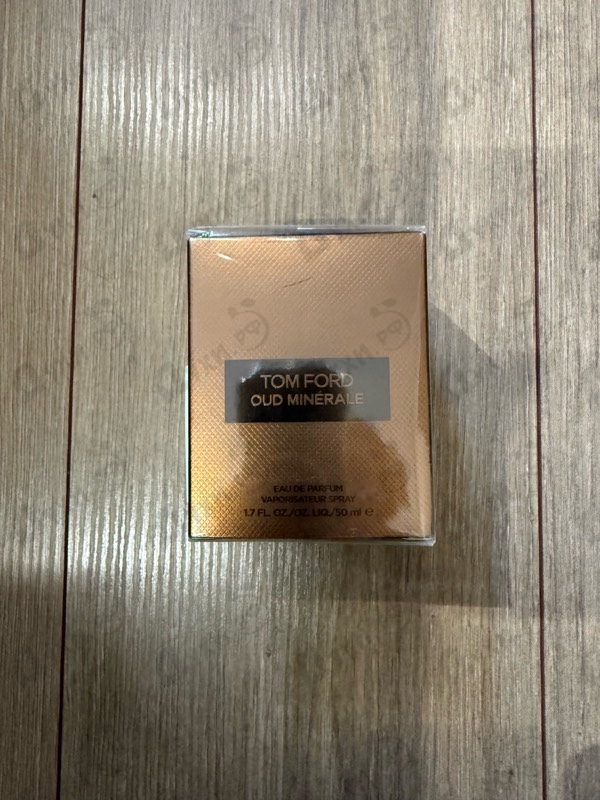 TOM FORD
OUD MINÉRALE
EAU DE PARFUM
VAPORISATEUR SPRAY
1.7 FL. OZ./OZ. LIQ./50 ml ℮